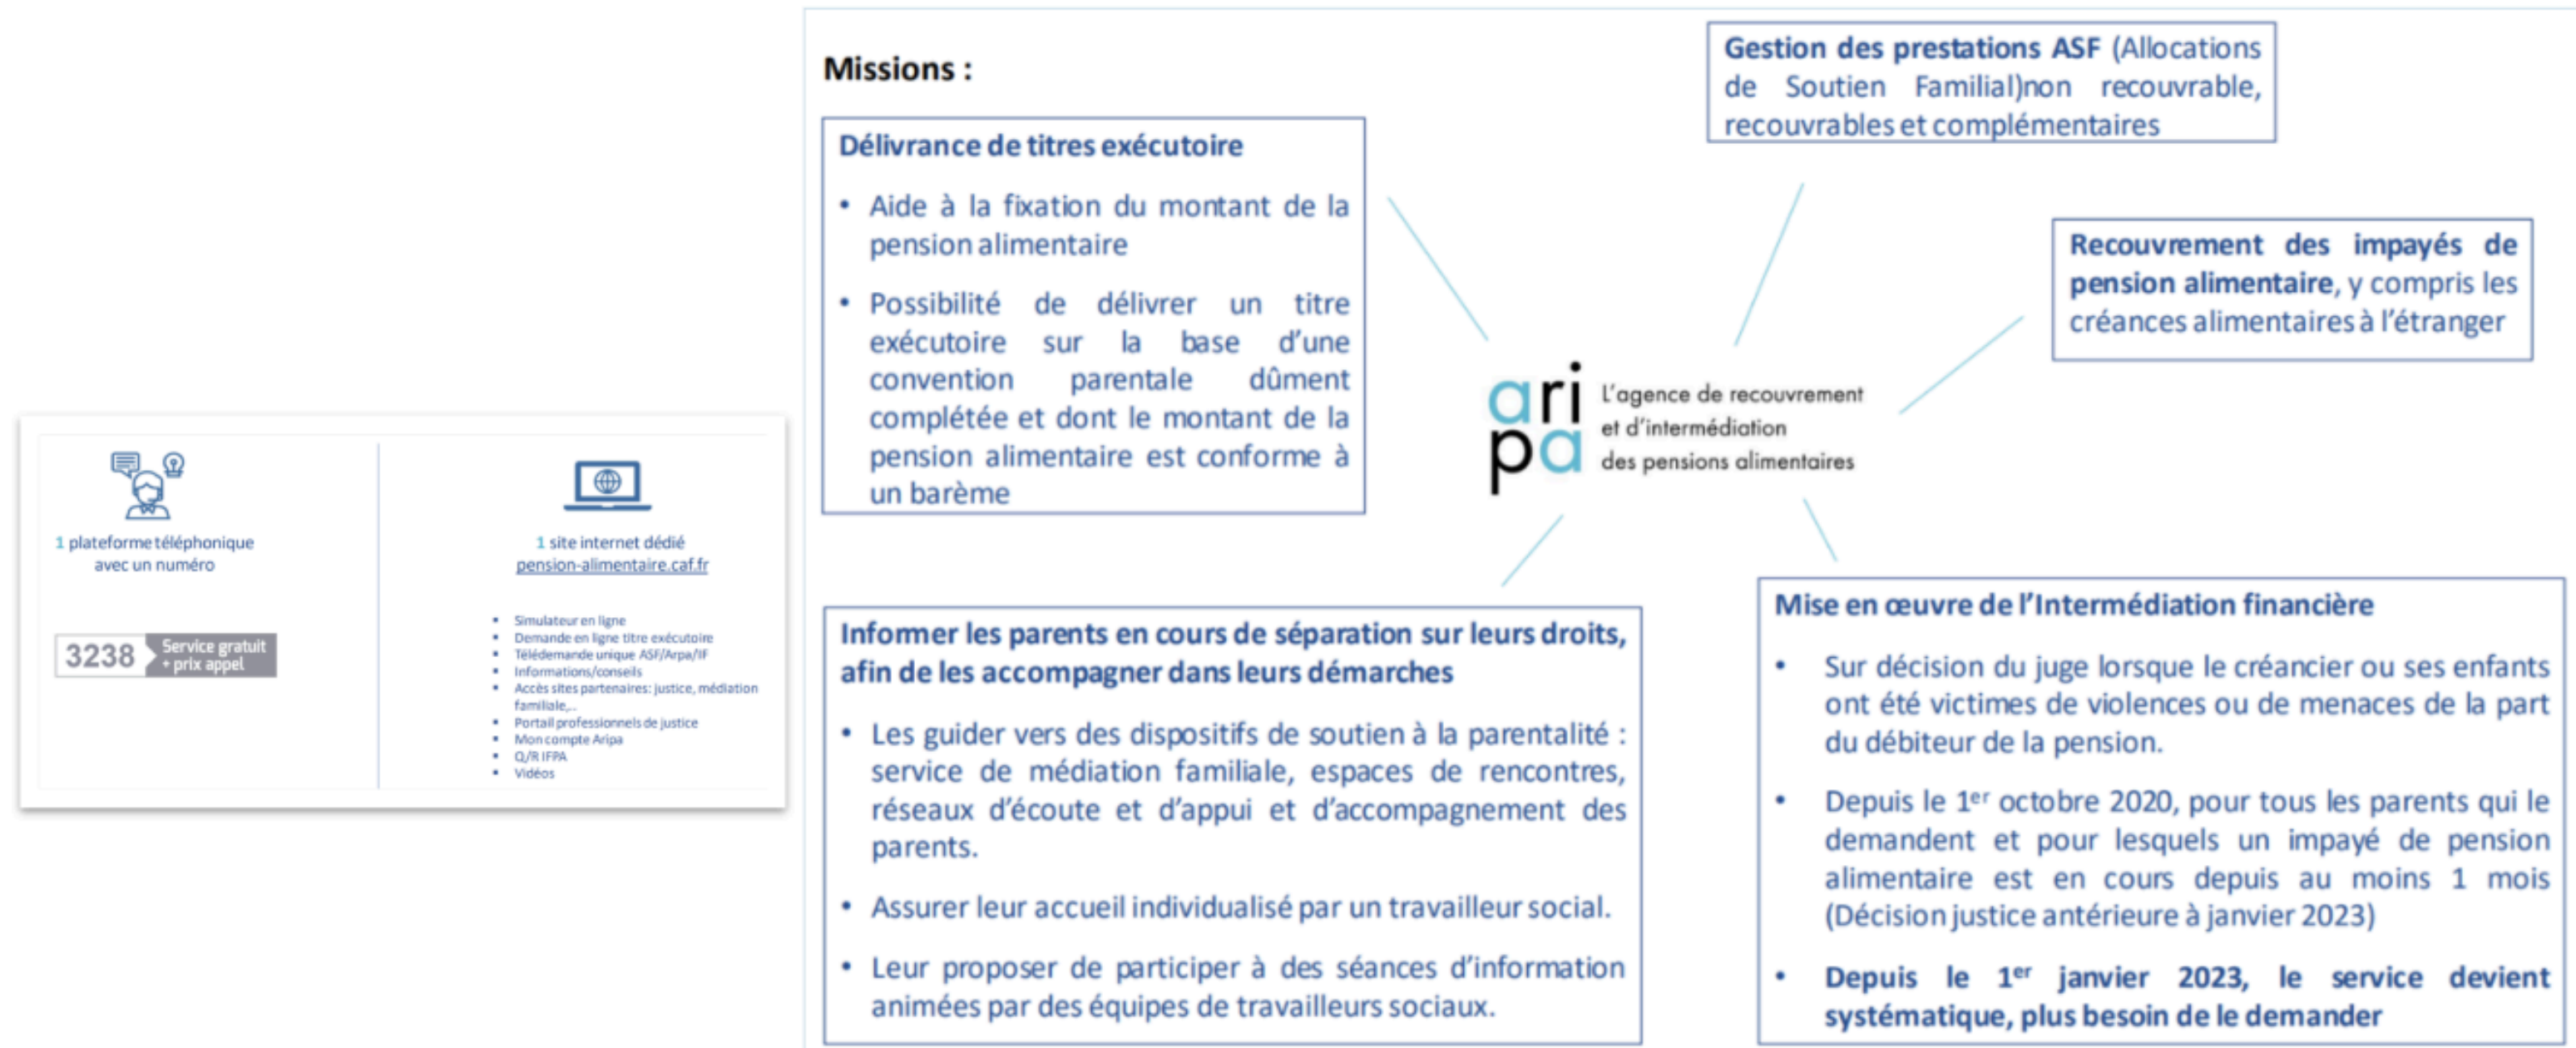 1 plateforme téléphonique
avec un numéro
3238
Service gratuit
+ prix appel
1 site internet dédié
pension-alimentaire.caf.fr
▪ Simulateur en ligne
▪ Demande en ligne titre exécutoire
▪ Télédemande unique ASF/Arpa/IF
▪ Informations/conseils
▪ Accès sites partenaires: justice, médiation
familiale,...
▪ Portail professionnels de justice
▪ Mon compte Aripa
▪ Q/R IFPA
▪ Vidéos
Missions :
Délivrance de titres exécutoire
• Aide à la fixation du montant de la
pension alimentaire
• Possibilité de délivrer un titre
exécutoire sur la base d'une
convention parentale dûment
complétée et dont le montant de la
pension alimentaire est conforme à
un barème
Gestion des prestations ASF (Allocations
de Soutien Familial)non recouvrable,
recouvrables et complémentaires
Recouvrement des impayés de
pension alimentaire, y compris les
créances alimentaires à l'étranger
ari
pa
L'agence de recouvrement
et d'intermédiation
des pensions alimentaires
Informer les parents en cours de séparation sur leurs droits,
afin de les accompagner dans leurs démarches
• Les guider vers des dispositifs de soutien à la parentalité :
service de médiation familiale, espaces de rencontres,
réseaux d'écoute et d'appui et d'accompagnement des
parents.
• Assurer leur accueil individualisé par un travailleur social.
• Leur proposer de participer à des séances d'information
animées par des équipes de travailleurs sociaux.
Mise en œuvre de l'Intermédiation financière
• Sur décision du juge lorsque le créancier ou ses enfants
ont été victimes de violences ou de menaces de la part
du débiteur de la pension.
• Depuis le 1er octobre 2020, pour tous les parents qui le
demandent et pour lesquels un impayé de pension
alimentaire est en cours depuis au moins 1 mois
(Décision justice antérieure à janvier 2023)
• Depuis le 1er janvier 2023, le service devient
systématique, plus besoin de le demander